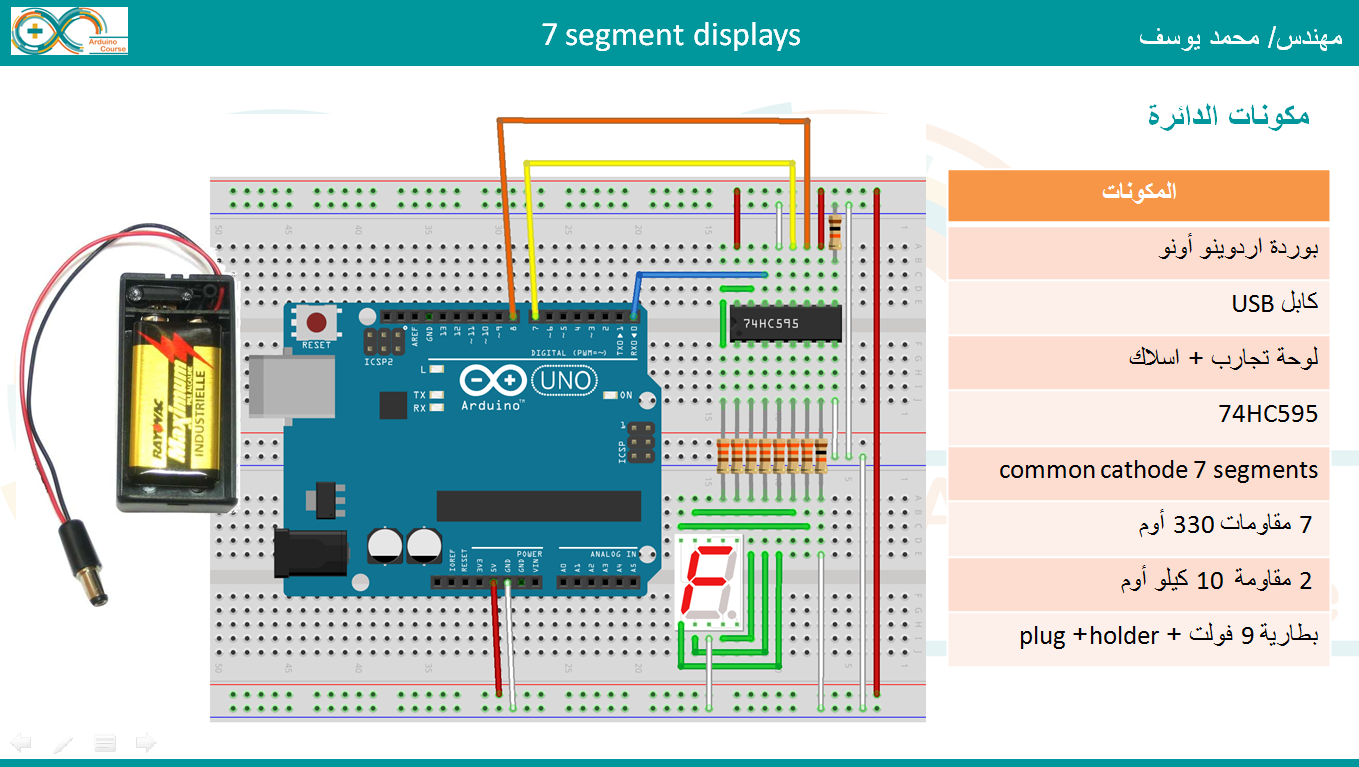 Arduino
Course
7 segment displays
مهندس/ محمد يوسف
مكونات الدائرة
المكونات
بوردة اردوينو أونو
كابل USB
لوحة تجارب + اسلاك
74HC595
common cathode 7 segments
7 مقاومات 330 أوم
2 مقاومة 10 كيلو أوم
بطارية 9 فولت + plug +holder
RAYOVAC
Maximum
INDUSTRIELLE
RESET
ICSP2
AREF
GND
13
12
~11
~10
~9
8
7
~6
~5
4
~3
2
TX0▶1
RX0◀0
DIGITAL (PWM=~)
L
TX
RX
Arduino™
UNO
ON
1
ICSP
IOREF
RESET
3V3
5V
GND
GND
VIN
POWER
ANALOG IN
A0
A1
A2
A3
A4
A5
74HC595